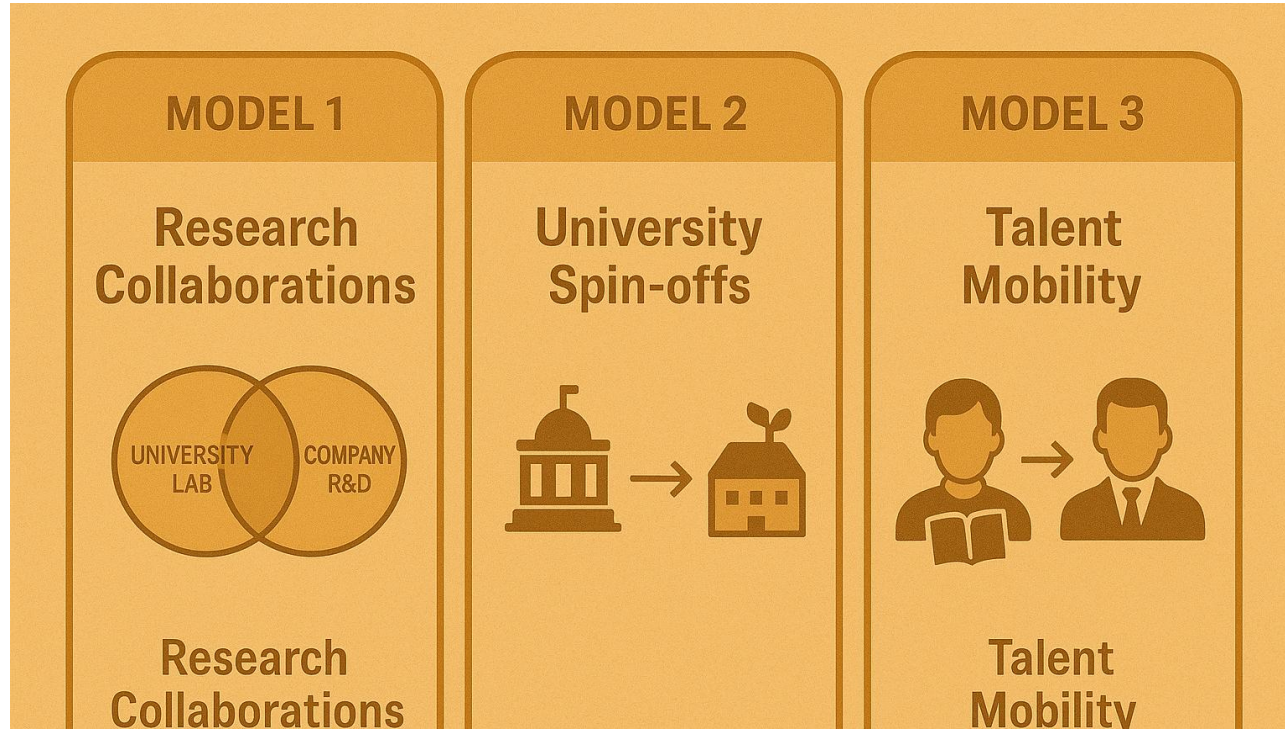 MODEL 1
Research
Collaborations
UNIVERSITY
LAB
COMPANY
R&D
Research
Collaborations
MODEL 2
University
Spin-offs
MODEL 3
Talent
Mobility
Talent
Mobility